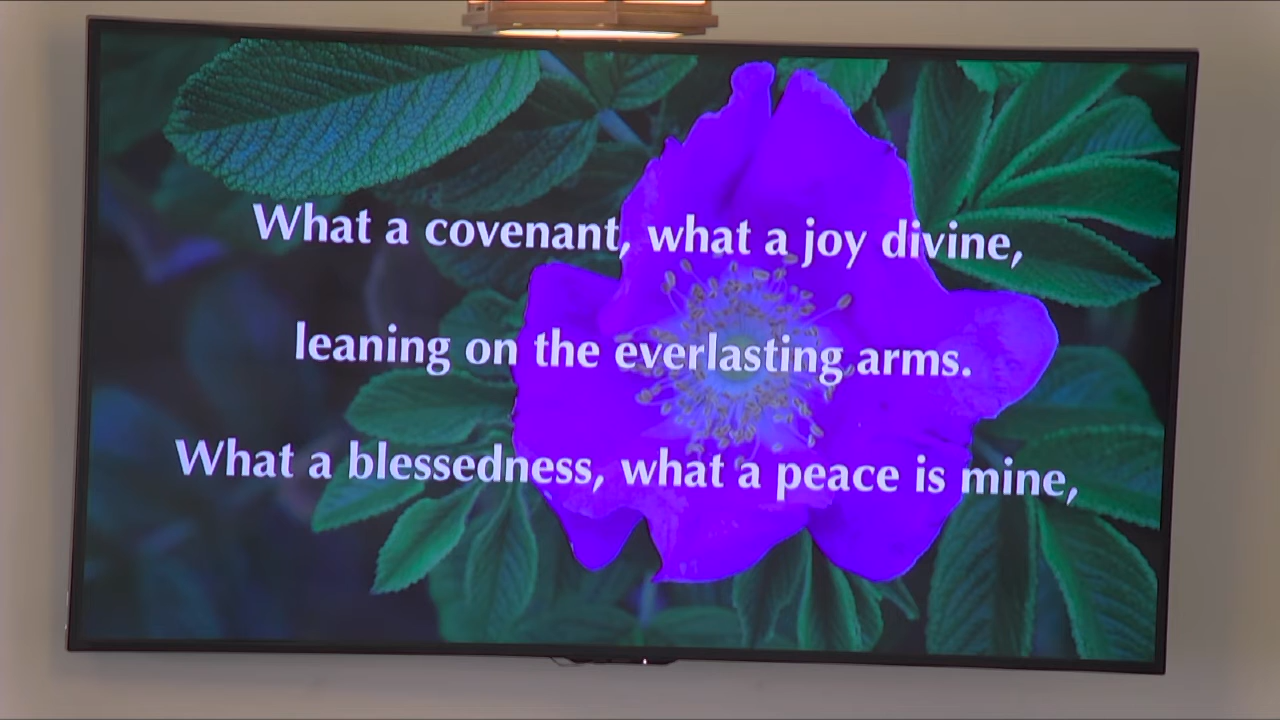 What a covenant, what a joy divine,
leaning on the everlasting arms.
What a blessedness, what a peace is mine,